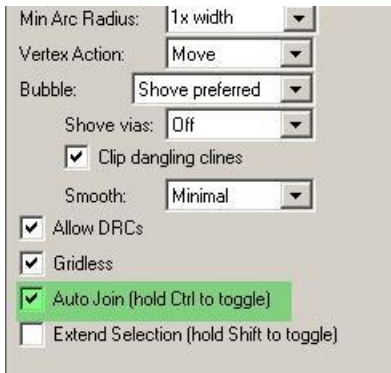 Min Arc Radius: 1x width
Vertex Action: Move
Bubble: Shove preferred
Shove vias: Off
Clip dangling clines
Smooth: Minimal
Allow DRCs
Gridless
Auto Join (hold Ctrl to toggle)
Extend Selection (hold Shift to toggle)